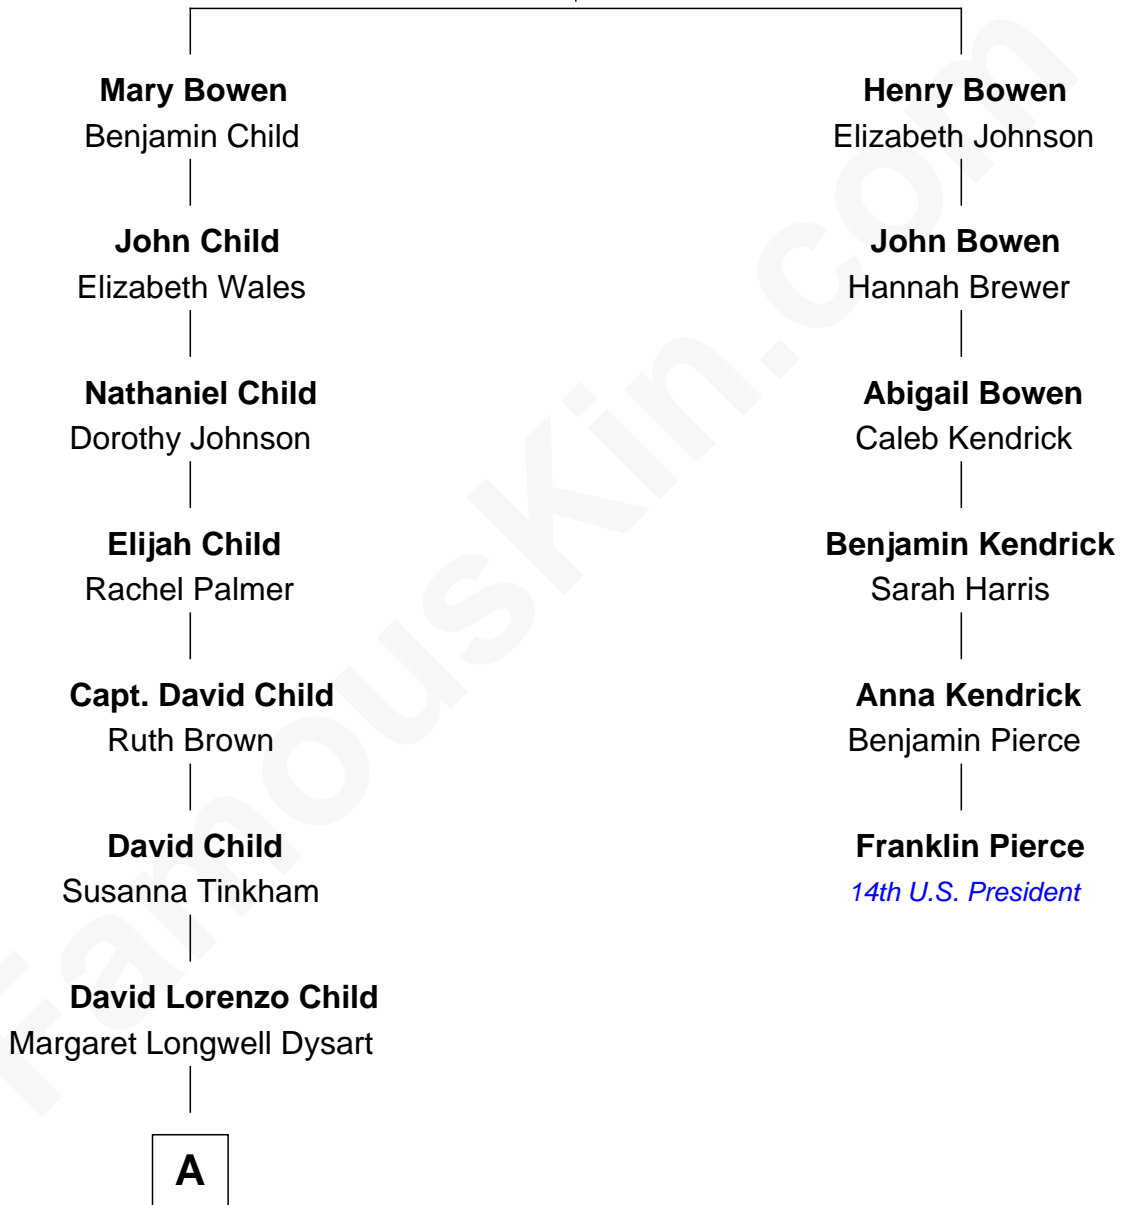 Mary Bowen
Benjamin Child
John Child
Elizabeth Wales
Nathaniel Child
Dorothy Johnson
Elijah Child
Rachel Palmer
Capt. David Child
Ruth Brown
David Child
Susanna Tinkham
David Lorenzo Child
Margaret Longwell Dysart
A
Henry Bowen
Elizabeth Johnson
John Bowen
Hannah Brewer
Abigail Bowen
Caleb Kendrick
Benjamin Kendrick
Sarah Harris
Anna Kendrick
Benjamin Pierce
Franklin Pierce
14th U.S. President
FamousKin.com